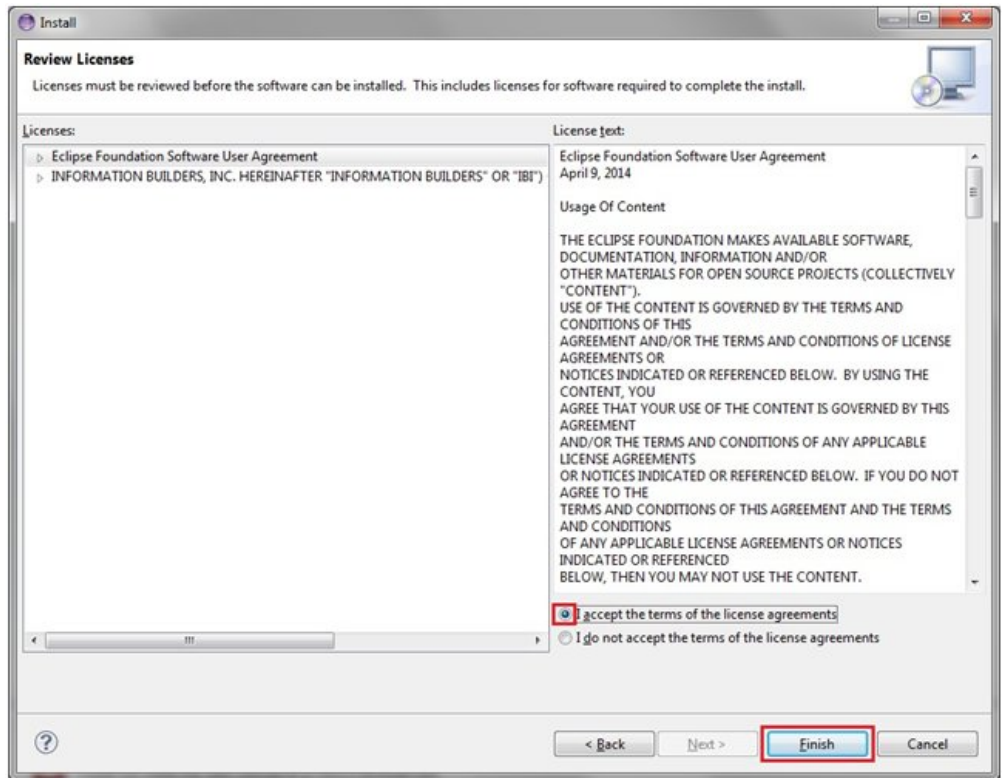 Install
Review Licenses
Licenses must be reviewed before the software can be installed.  This includes licenses for software required to complete the install.
Licenses:
Eclipse Foundation Software User Agreement
INFORMATION BUILDERS, INC. HEREINAFTER "INFORMATION BUILDERS" OR "IBI")
License text:
Eclipse Foundation Software User Agreement
April 9, 2014
Usage Of Content
THE ECLIPSE FOUNDATION MAKES AVAILABLE SOFTWARE,
DOCUMENTATION, INFORMATION AND/OR
OTHER MATERIALS FOR OPEN SOURCE PROJECTS (COLLECTIVELY
"CONTENT").
USE OF THE CONTENT IS GOVERNED BY THE TERMS AND
CONDITIONS OF THIS
AGREEMENT AND/OR THE TERMS AND CONDITIONS OF LICENSE
AGREEMENTS OR
NOTICES INDICATED OR REFERENCED BELOW.  BY USING THE
CONTENT, YOU
AGREE THAT YOUR USE OF THE CONTENT IS GOVERNED BY THIS
AGREEMENT
AND/OR THE TERMS AND CONDITIONS OF ANY APPLICABLE
LICENSE AGREEMENTS
OR NOTICES INDICATED OR REFERENCED BELOW.  IF YOU DO NOT
AGREE TO THE
TERMS AND CONDITIONS OF THIS AGREEMENT AND THE TERMS
AND CONDITIONS
OF ANY APPLICABLE LICENSE AGREEMENTS OR NOTICES
INDICATED OR REFERENCED
BELOW, THEN YOU MAY NOT USE THE CONTENT.
I accept the terms of the license agreements
I do not accept the terms of the license agreements
< Back
Next >
Finish
Cancel